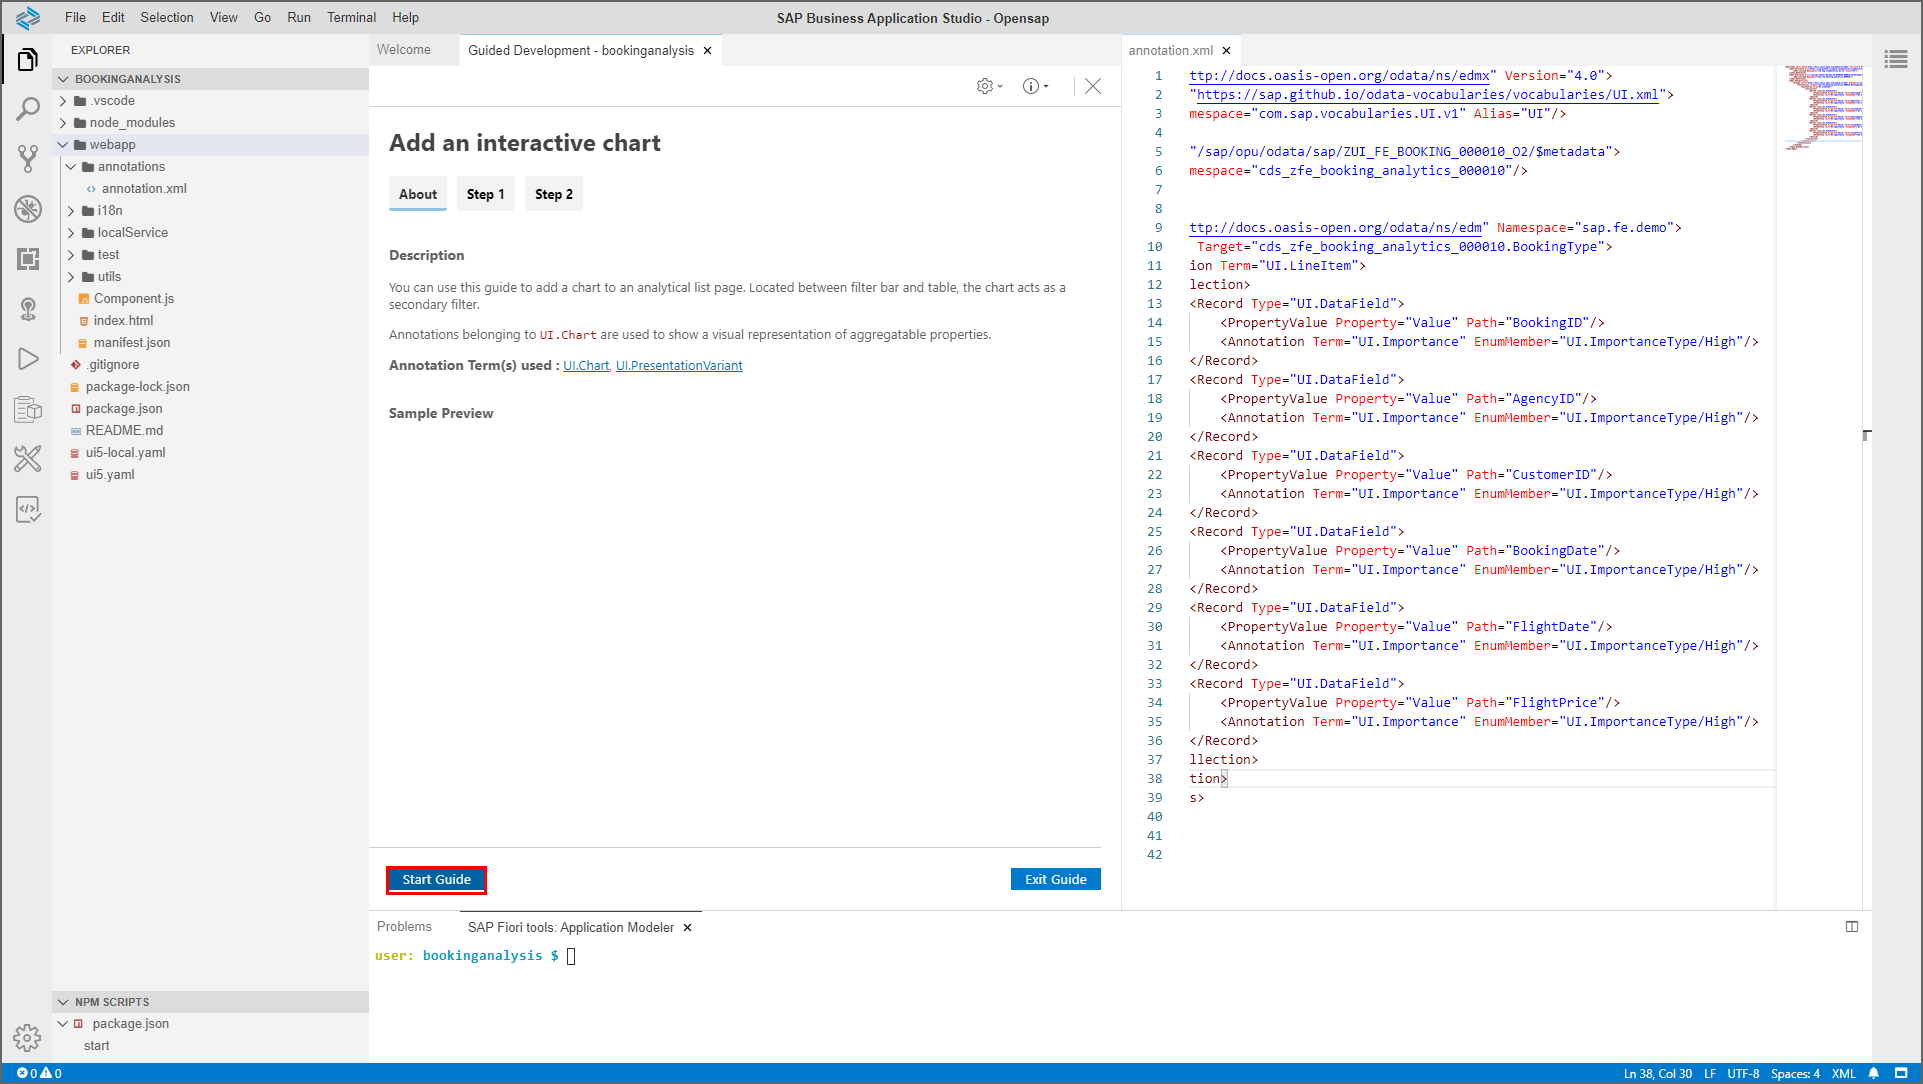 File Edit Selection View Go Run Terminal Help
SAP Business Application Studio - Opensap
EXPLORER
BOOKINGANALYSIS
.vscode
node_modules
webapp
annotations
annotation.xml
i18n
localService
test
utils
Component.js
index.html
manifest.json
.gitignore
package-lock.json
package.json
README.md
ui5-local.yaml
ui5.yaml
NPM SCRIPTS
package.json
start
Welcome
Guided Development - bookinganalysis
Add an interactive chart
About Step 1 Step 2
Description
You can use this guide to add a chart to an analytical list page. Located between filter bar and table, the chart acts as a
secondary filter.
Annotations belonging to UI.Chart are used to show a visual representation of aggregatable properties.
Annotation Term(s) used : UI.Chart, UI.PresentationVariant
Sample Preview
Start Guide
Exit Guide
annotation.xml
1 ttp://docs.oasis-open.org/odata/ns/edmx" Version="4.0">
2 "https://sap.github.io/odata-vocabularies/vocabularies/UI.xml">
3 mespace="com.sap.vocabularies.UI.v1" Alias="UI"/>
4
5 "/sap/opu/odata/sap/ZUI_FE_BOOKING_000010_O2/$metadata">
6 mespace="cds_zfe_booking_analytics_000010"/>
7
8
9 ttp://docs.oasis-open.org/odata/ns/edm" Namespace="sap.fe.demo">
10 Target="cds_zfe_booking_analytics_000010.BookingType">
11 ion Term="UI.LineItem">
12 lection>
13 <Record Type="UI.DataField">
14 <PropertyValue Property="Value" Path="BookingID"/>
15 <Annotation Term="UI.Importance" EnumMember="UI.ImportanceType/High"/>
16 </Record>
17 <Record Type="UI.DataField">
18 <PropertyValue Property="Value" Path="AgencyID"/>
19 <Annotation Term="UI.Importance" EnumMember="UI.ImportanceType/High"/>
20 </Record>
21 <Record Type="UI.DataField">
22 <PropertyValue Property="Value" Path="CustomerID"/>
23 <Annotation Term="UI.Importance" EnumMember="UI.ImportanceType/High"/>
24 </Record>
25 <Record Type="UI.DataField">
26 <PropertyValue Property="Value" Path="BookingDate"/>
27 <Annotation Term="UI.Importance" EnumMember="UI.ImportanceType/High"/>
28 </Record>
29 <Record Type="UI.DataField">
30 <PropertyValue Property="Value" Path="FlightDate"/>
31 <Annotation Term="UI.Importance" EnumMember="UI.ImportanceType/High"/>
32 </Record>
33 <Record Type="UI.DataField">
34 <PropertyValue Property="Value" Path="FlightPrice"/>
35 <Annotation Term="UI.Importance" EnumMember="UI.ImportanceType/High"/>
36 </Record>
37 llection>
38 tion>
39 s>
40
41
42
Problems
SAP Fiori tools: Application Modeler
user: bookinganalysis $
0 0
Ln 38, Col 30 LF UTF-8 Spaces: 4 XML